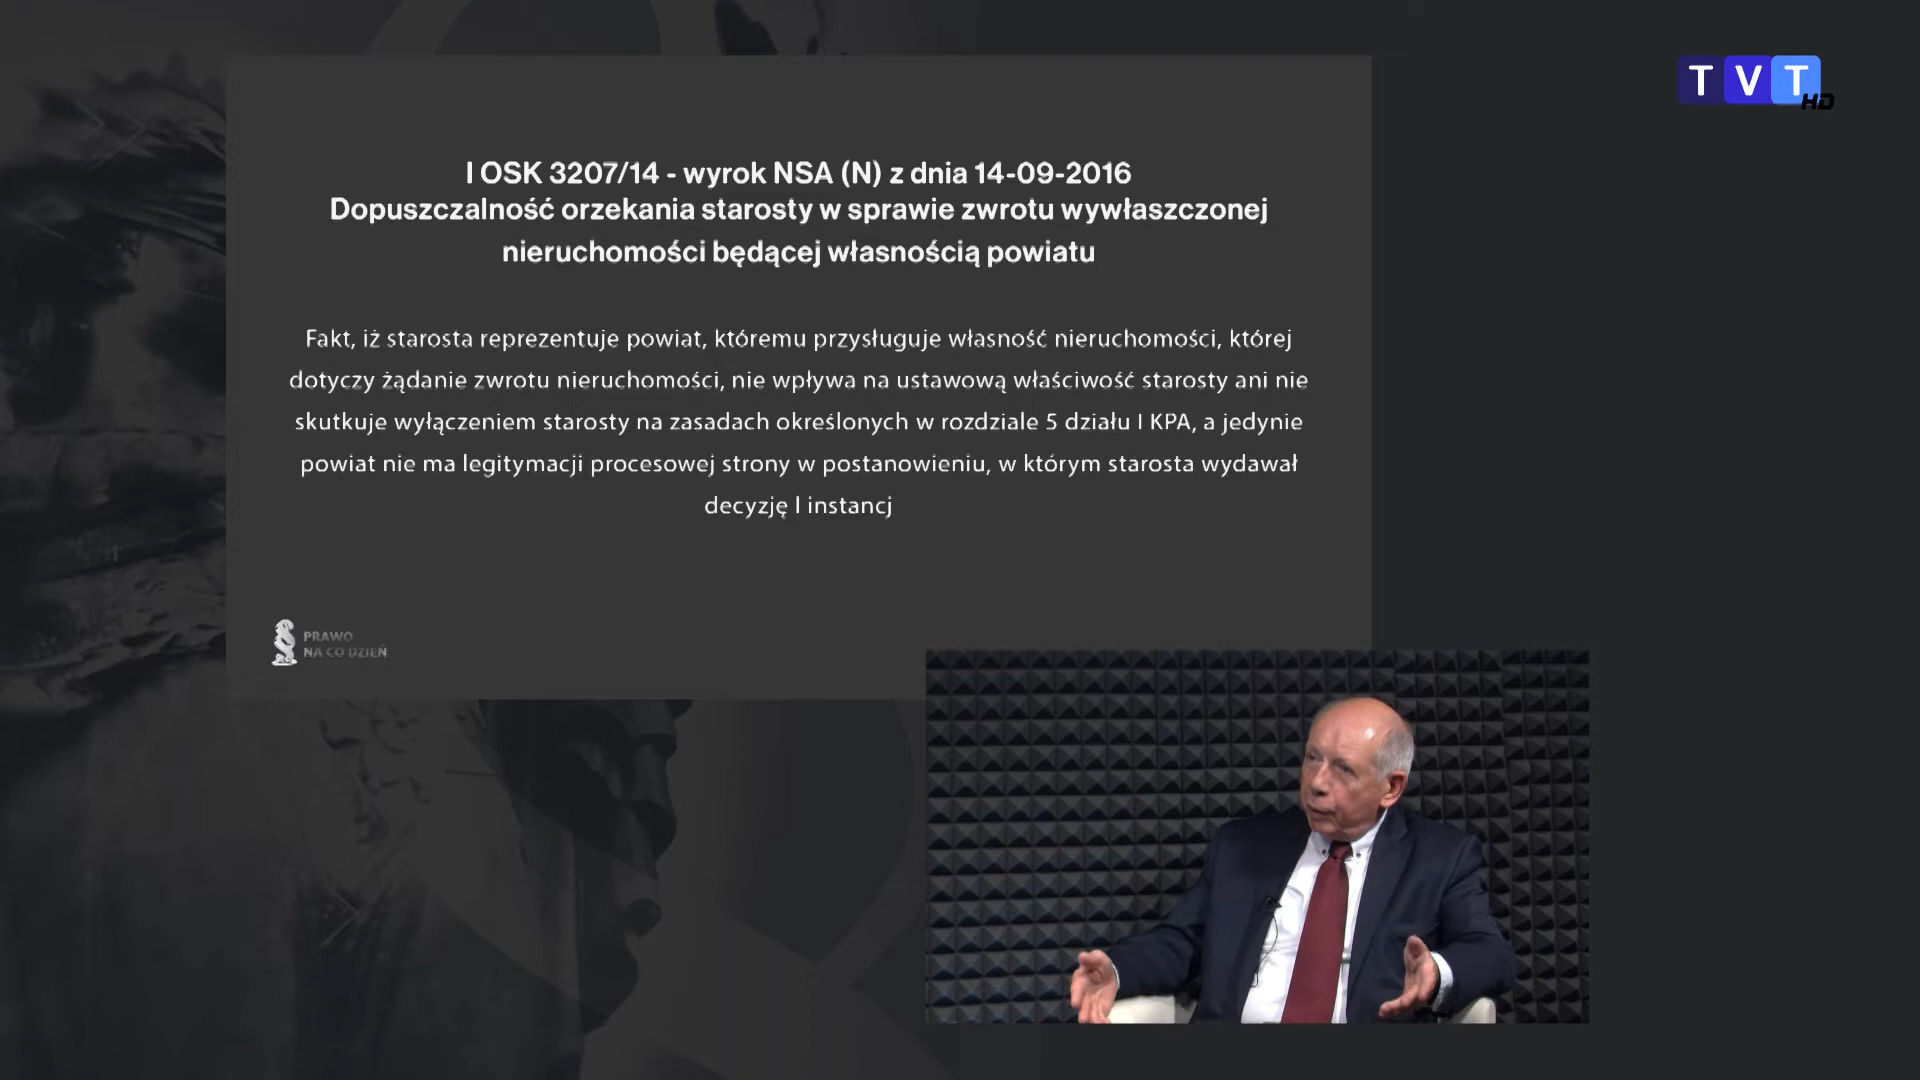 TVT HD
I OSK 3207/14 - wyrok NSA (N) z dnia 14-09-2016
Dopuszczalność orzekania starosty w sprawie zwrotu wywłaszczonej
nieruchomości będącej własnością powiatu
Fakt, iż starosta reprezentuje powiat, któremu przysługuje własność nieruchomości, której
dotyczy żądanie zwrotu nieruchomości, nie wpływa na ustawową właściwość starosty ani nie
skutkuje wyłączeniem starosty na zasadach określonych w rozdziale 5 działu I KPA, a jedynie
powiat nie ma legitymacji procesowej strony w postanowieniu, w którym starosta wydawał
decyzję I instancj
PRAWO
NA CO DZIEŃ